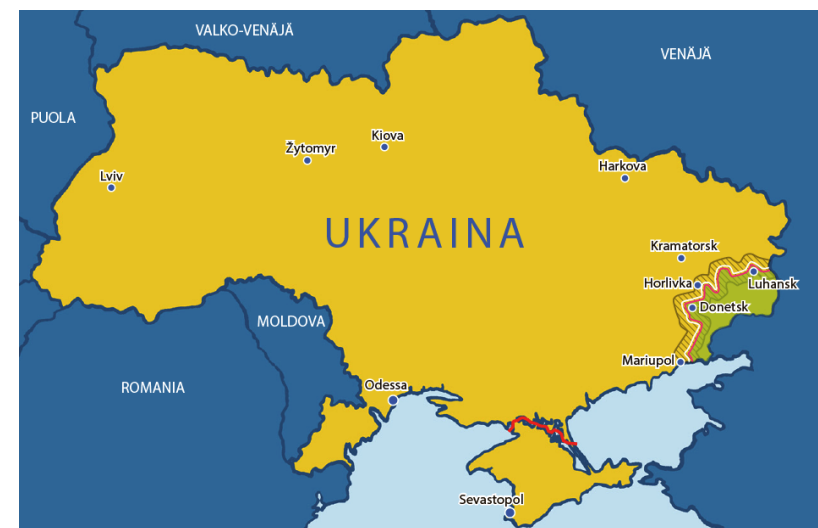 VALKO-VENÄJÄ
VENÄJÄ
PUOLA
Kiova
Žytomyr
Harkova
Lviv
UKRAINA
Kramatorsk
Horlivka
Luhansk
Donetsk
MOLDOVA
Mariupol
ROMANIA
Odessa
Sevastopol